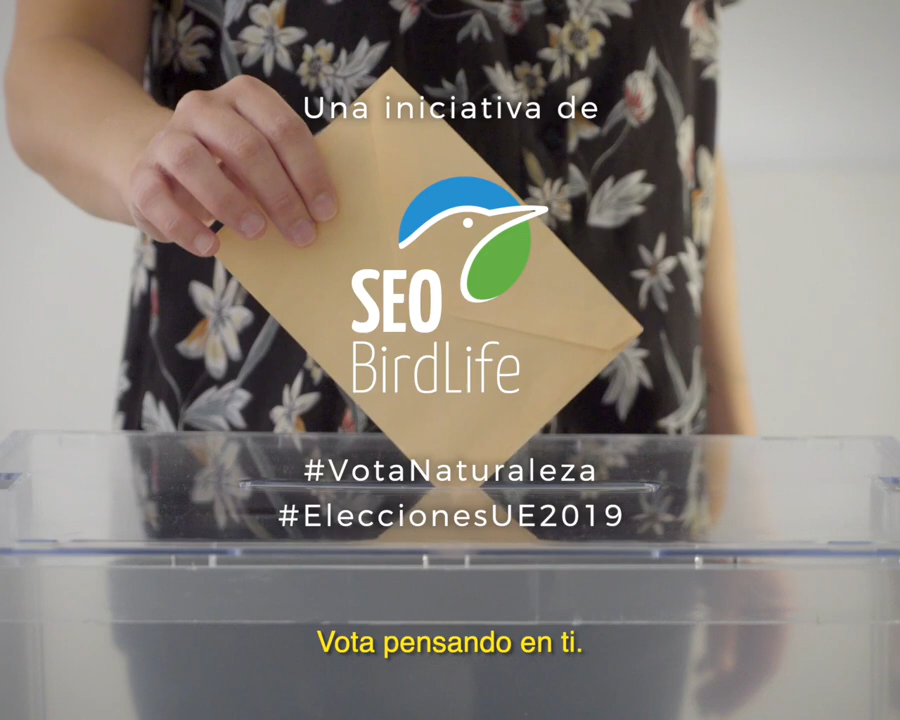 Una iniciativa de
SEO
BirdLife
#VotaNaturaleza
#EleccionesUE2019
Vota pensando en ti.